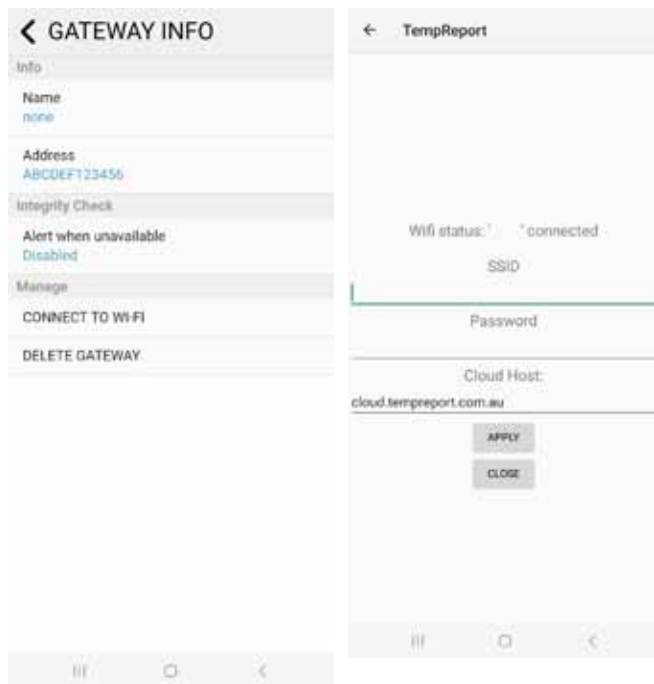 GATEWAY INFO
Info
Name
none
Address
ABCDEF123456
Integrity Check
Alert when unavailable
Disabled
Manage
CONNECT TO WI-FI
DELETE GATEWAY
TempReport
Wifi status: ' ' connected
SSID
Password
Cloud Host:
cloud.tempreport.com.au
APPLY
CLOSE